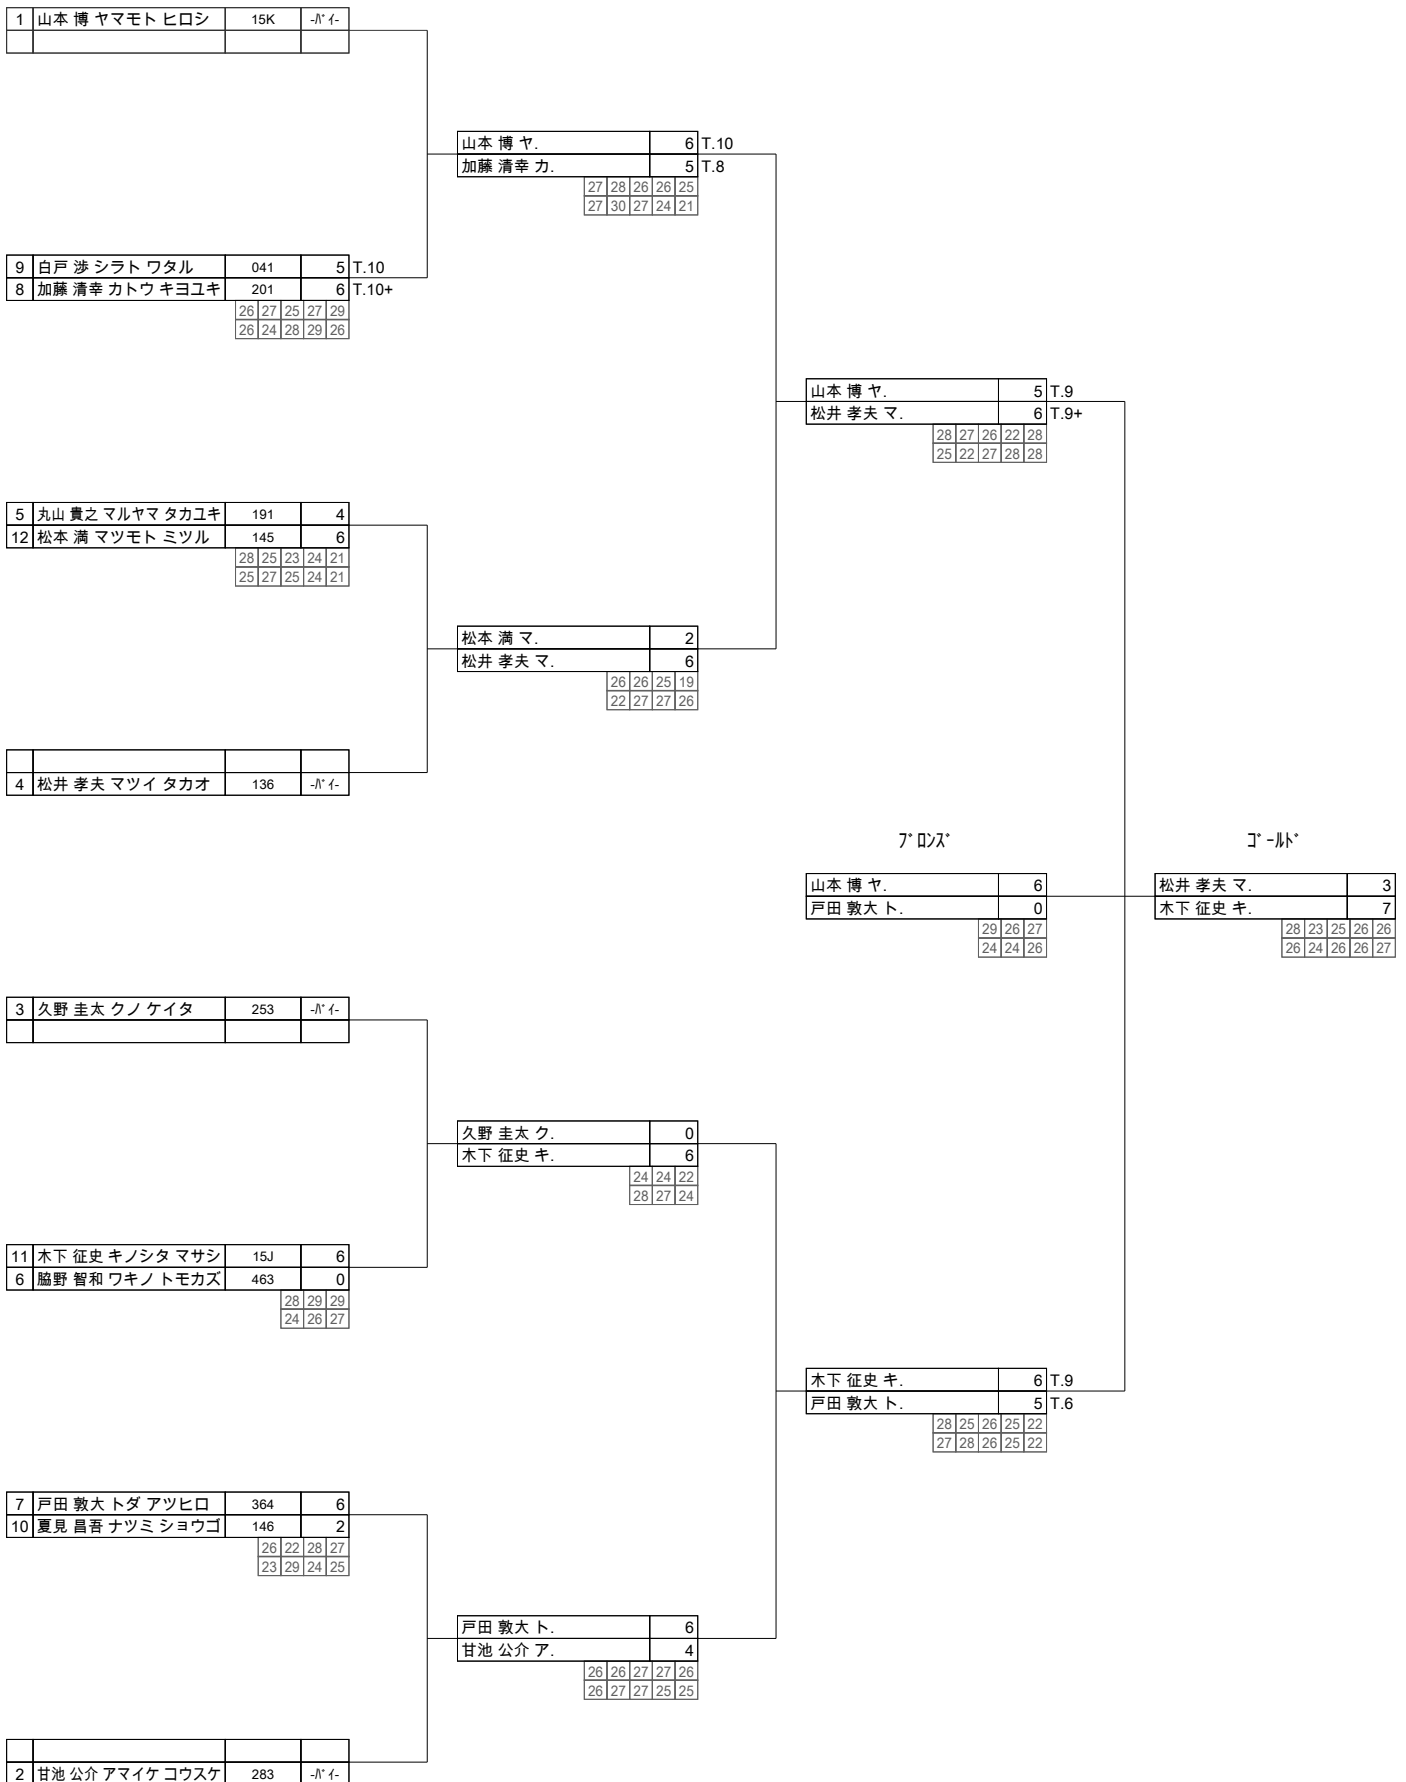 1 山本 博 ヤマモト ヒロシ 15K -ﾊﾞｲ-
山本 博 ヤ. 6 T.10
加藤 清幸 カ. 5 T.8
27 28 26 26 25
27 30 27 24 21
9 白戸 渉 シラト ワタル 041 5 T.10
8 加藤 清幸 カトウ キヨユキ 201 6 T.10+
26 27 25 27 29
26 24 28 29 26
山本 博 ヤ. 5 T.9
松井 孝夫 マ. 6 T.9+
28 27 26 22 28
25 22 27 28 28
5 丸山 貴之 マルヤマ タカユキ 191 4
12 松本 満 マツモト ミツル 145 6
28 25 23 24 21
25 27 25 24 21
松本 満 マ. 2
松井 孝夫 マ. 6
26 26 25 19
22 27 27 26
4 松井 孝夫 マツイ タカオ 136 -ﾊﾞｲ-
ﾌﾞﾛﾝｽﾞ
ｺﾞｰﾙﾄﾞ
山本 博 ヤ. 6
戸田 敦大 ト. 0
29 26 27
24 24 26
松井 孝夫 マ. 3
木下 征史 キ. 7
28 23 25 26 26
26 24 26 26 27
3 久野 圭太 クノ ケイタ 253 -ﾊﾞｲ-
久野 圭太 ク. 0
木下 征史 キ. 6
24 24 22
28 27 24
11 木下 征史 キノシタ マサシ 15J 6
6 脇野 智和 ワキノ トモカズ 463 0
28 29 29
24 26 27
木下 征史 キ. 6 T.9
戸田 敦大 ト. 5 T.6
28 25 26 25 22
27 28 26 25 22
7 戸田 敦大 トダ アツヒロ 364 6
10 夏見 昌吾 ナツミ ショウゴ 146 2
26 22 28 27
23 29 24 25
戸田 敦大 ト. 6
甘池 公介 ア. 4
26 26 27 27 26
26 27 27 25 25
2 甘池 公介 アマイケ コウスケ 283 -ﾊﾞｲ-